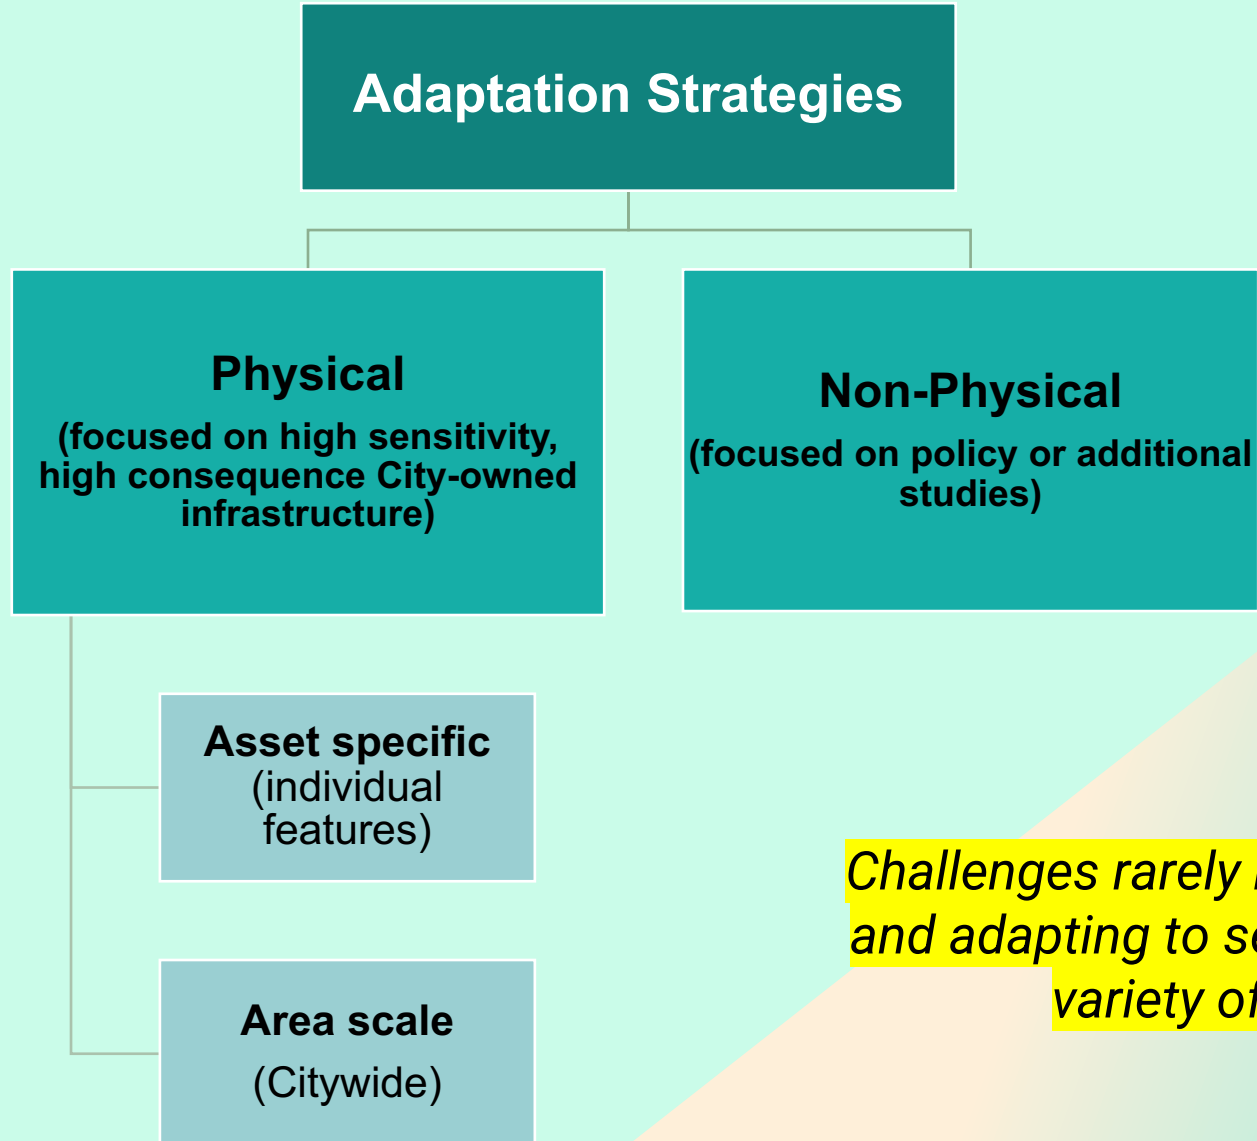 Adaptation Strategies
Physical
(focused on high sensitivity,
high consequence City-owned
infrastructure)
Non-Physical
(focused on policy or additional
studies)
Asset specific
(individual
features)
Area scale
(Citywide)
Challenges rarely
and adapting to
variety of